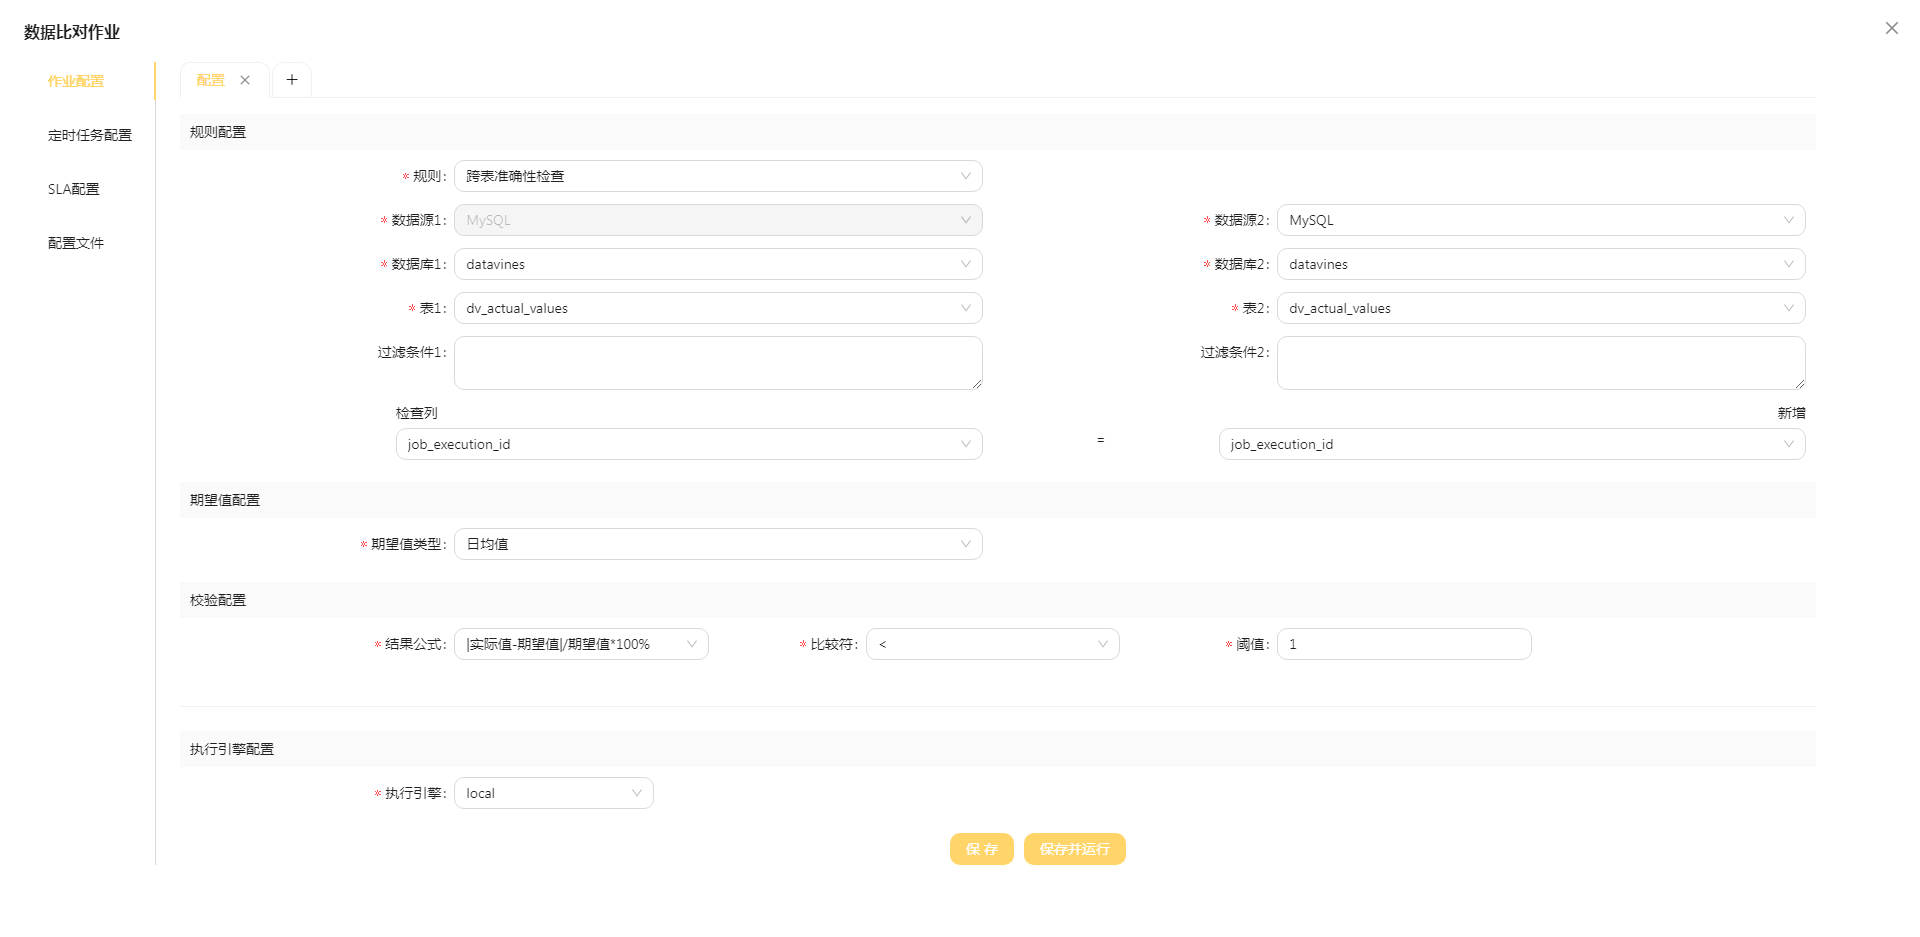 数据比对作业
作业配置
定时任务配置
SLA配置
配置文件
配置
规则配置
* 规则: 跨表准确性检查
* 数据源1: MySQL * 数据源2: MySQL
* 数据库1: datavines * 数据库2: datavines
* 表1: dv_actual_values * 表2: dv_actual_values
过滤条件1: 过滤条件2:
检查列 新增
job_execution_id = job_execution_id
期望值配置
* 期望值类型: 日均值
校验配置
* 结果公式: |实际值-期望值|/期望值*100% * 比较符: < * 阈值: 1
执行引擎配置
* 执行引擎: local
保 存 保存并运行